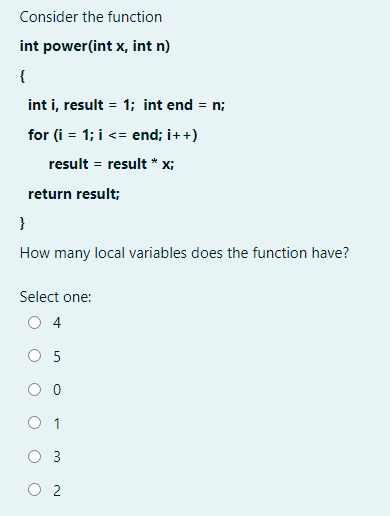 Consider the function
int power(int x, int n)
{
int i, result = 1; int end = n;
for (i = 1; i <= end; i++)
result = result * x;
return result;
}
How many local variables does the function have?
Select one:
4
5
0
1
3
2